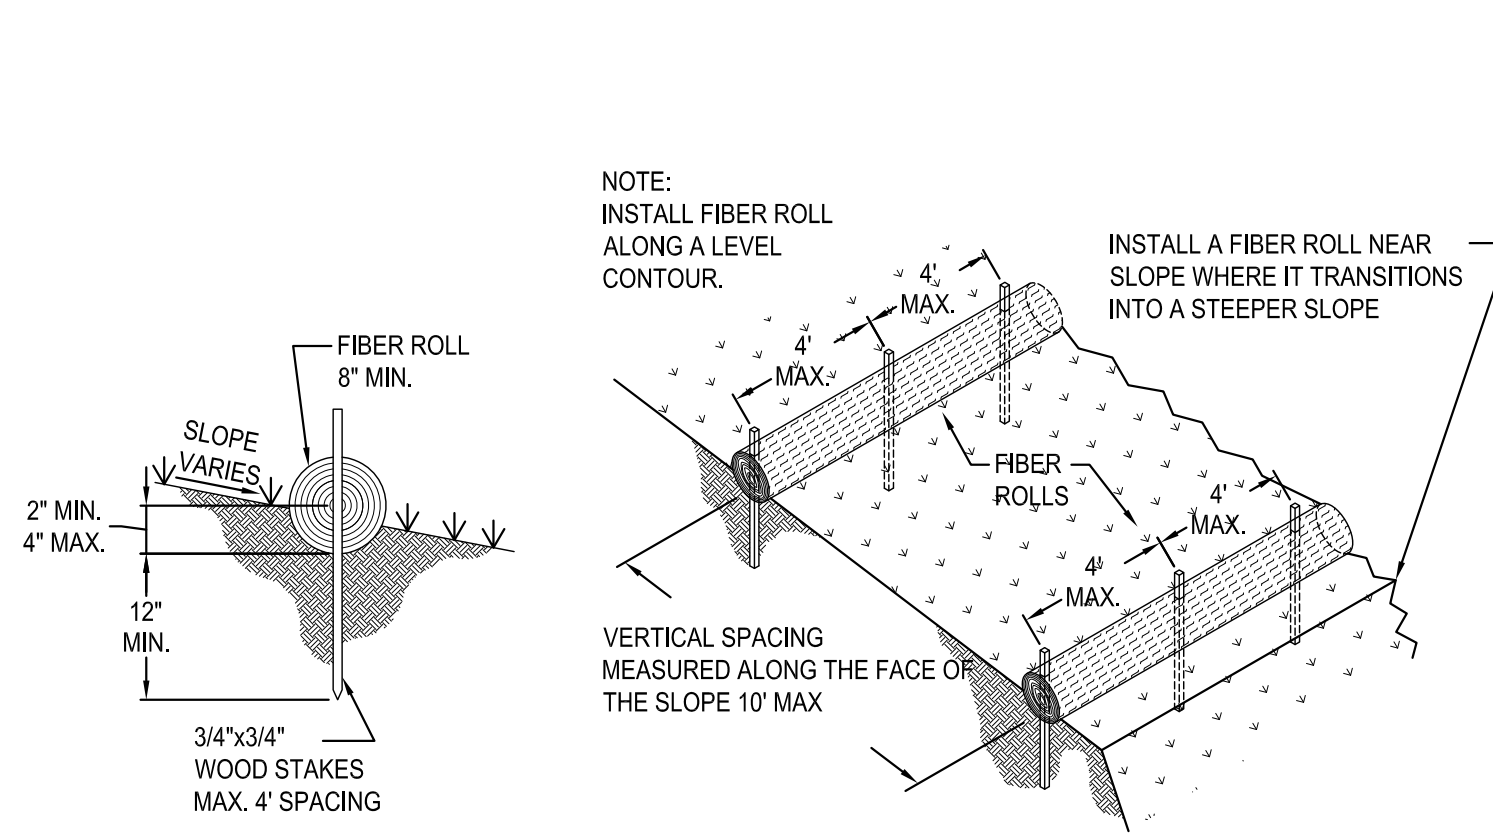 NOTE:
INSTALL FIBER ROLL
ALONG A LEVEL
CONTOUR.
INSTALL A FIBER ROLL NEAR
SLOPE WHERE IT TRANSITIONS
INTO A STEEPER SLOPE
4'
MAX.
4'
MAX.
FIBER ROLL
8" MIN.
SLOPE
VARIES
2" MIN.
4" MAX.
12"
MIN.
3/4"x3/4"
WOOD STAKES
MAX. 4' SPACING
FIBER
ROLLS
4'
MAX.
4'
MAX.
VERTICAL SPACING
MEASURED ALONG THE FACE OF
THE SLOPE 10' MAX